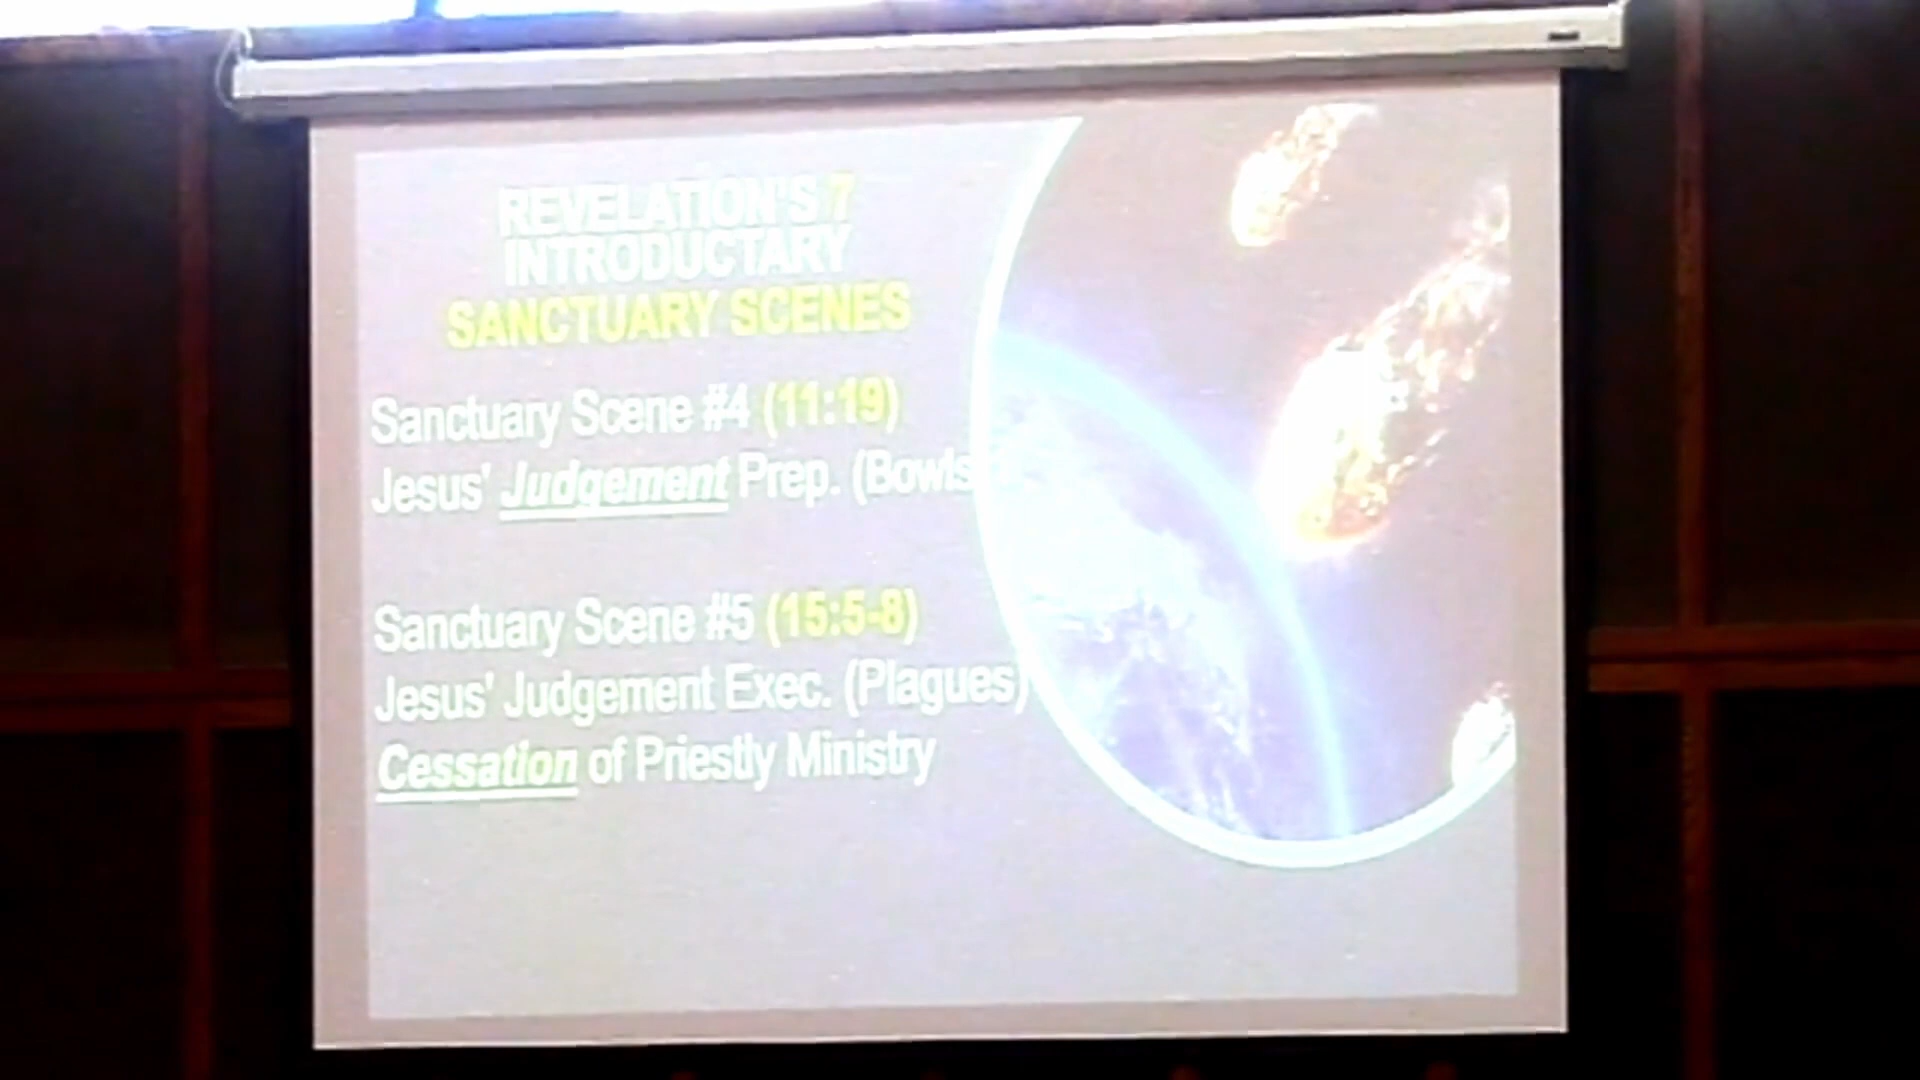 REVELATION'S 7
INTRODUCTARY
SANCTUARY SCENES
Sanctuary Scene #4 (11:19)
Jesus' Judgement Prep. (Bowls
Sanctuary Scene #5 (15:5-8)
Jesus' Judgement Exec. (Plagues)
Cessation of Priestly Ministry